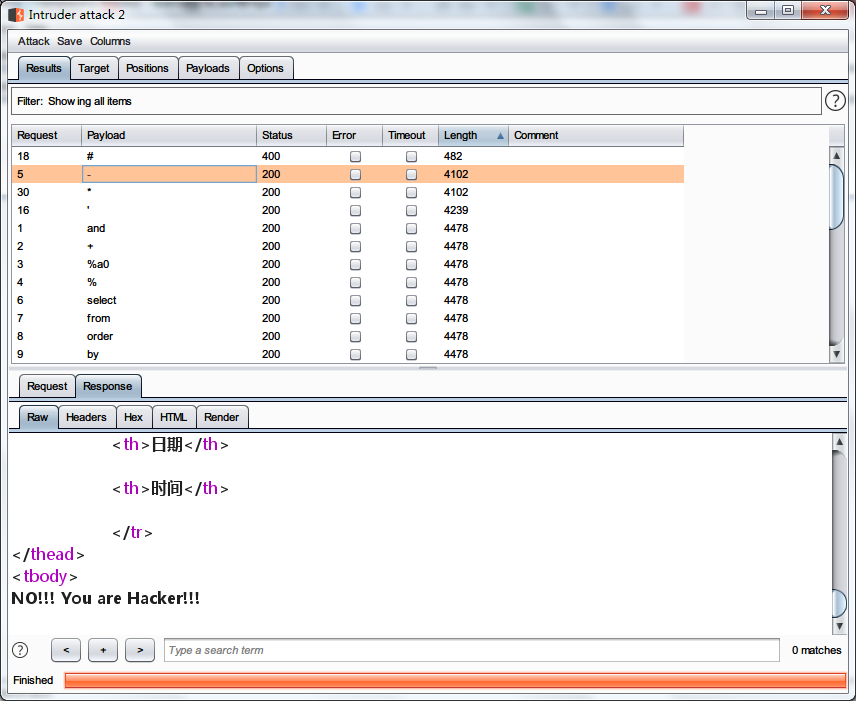 Intruder attack 2
Attack Save Columns
Results Target Positions Payloads Options
Filter: Showing all items
?
Request Payload Status Error Timeout Length Comment
18 # 400 482
5 - 200 4102
30 * 200 4102
16 ' 200 4239
1 and 200 4478
2 + 200 4478
3 %a0 200 4478
4 % 200 4478
6 select 200 4478
7 from 200 4478
8 order 200 4478
9 by 200 4478
Request Response
Raw Headers Hex HTML Render
<th>日期</th>
<th>时间</th>
</tr>
</thead>
<tbody>
NO!!! You are Hacker!!!
? < + > Type a search term 0 matches
Finished